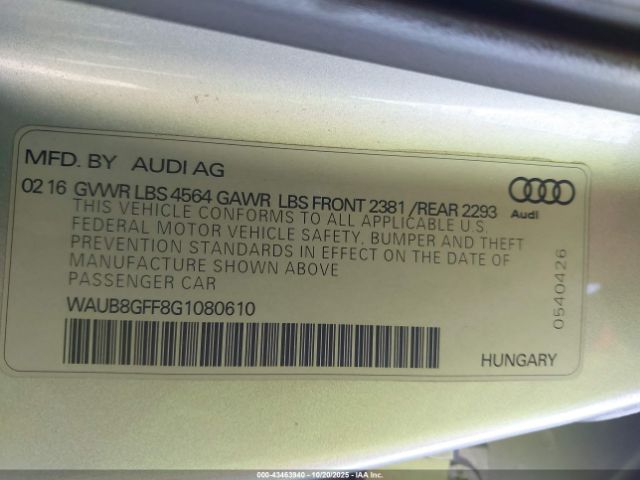 MFD. BY AUDI AG
02 16 GVWR LBS 4564 GAWR LBS FRONT 2381 /REAR 2293
THIS VEHICLE CONFORMS TO ALL APPLICABLE U.S.
FEDERAL MOTOR VEHICLE SAFETY, BUMPER AND THEFT
PREVENTION STANDARDS IN EFFECT ON THE DATE OF
MANUFACTURE SHOWN ABOVE
PASSENGER CAR
WAUB8GFF8G1080610
Audi
0540426
HUNGARY
000-43463940 - 10/20/2025 - IAAI.COM